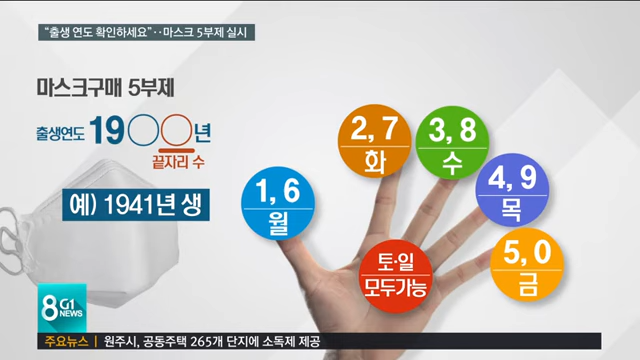 “출생 연도 확인하세요”‥마스크 5부제 실시
마스크구매 5부제
출생연도 19○○년
끝자리 수
예) 1941년 생
1, 6
월
2, 7
화
3, 8
수
4, 9
목
5, 0
금
토·일
모두가능
8 G1
NEWS
주요뉴스 | 원주시, 공동주택 265개 단지에 소독제 제공